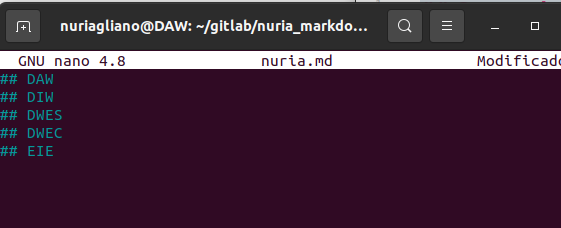 nuriagliano@DAW: ~/gitlab/nuria_markdo...
GNU nano 4.8 nuria.md Modificado
## DAW
## DIW
## DWES
## DWEC
## EIE